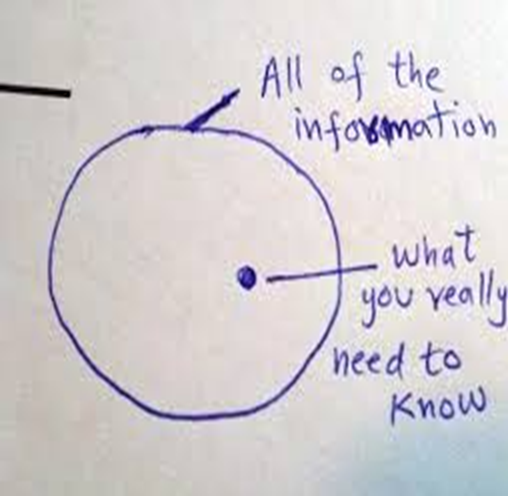 All of the
information
what
you really
need to
Know